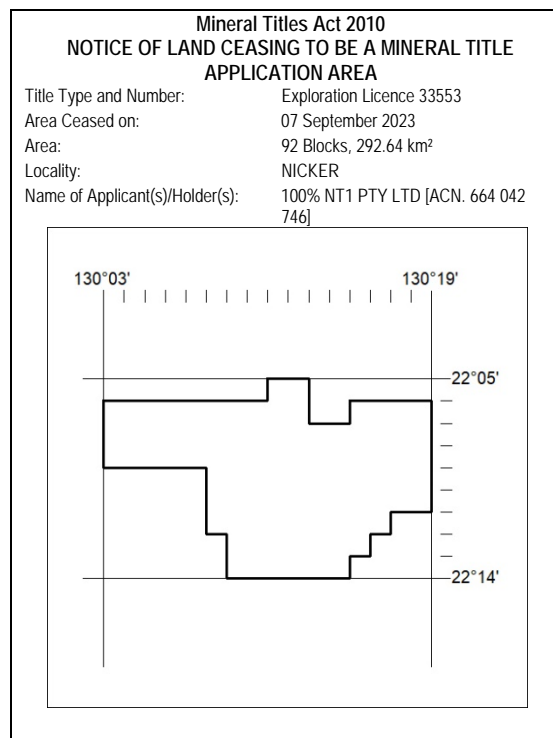 Mineral Titles Act 2010
NOTICE OF LAND CEASING TO BE A MINERAL TITLE
APPLICATION AREA
Title Type and Number: Exploration Licence 33553
Area Ceased on: 07 September 2023
Area: 92 Blocks, 292.64 km²
Locality: NICKER
Name of Applicant(s)/Holder(s): 100% NT1 PTY LTD [ACN. 664 042
746]
130°03' 130°19'
22°05'
22°14'